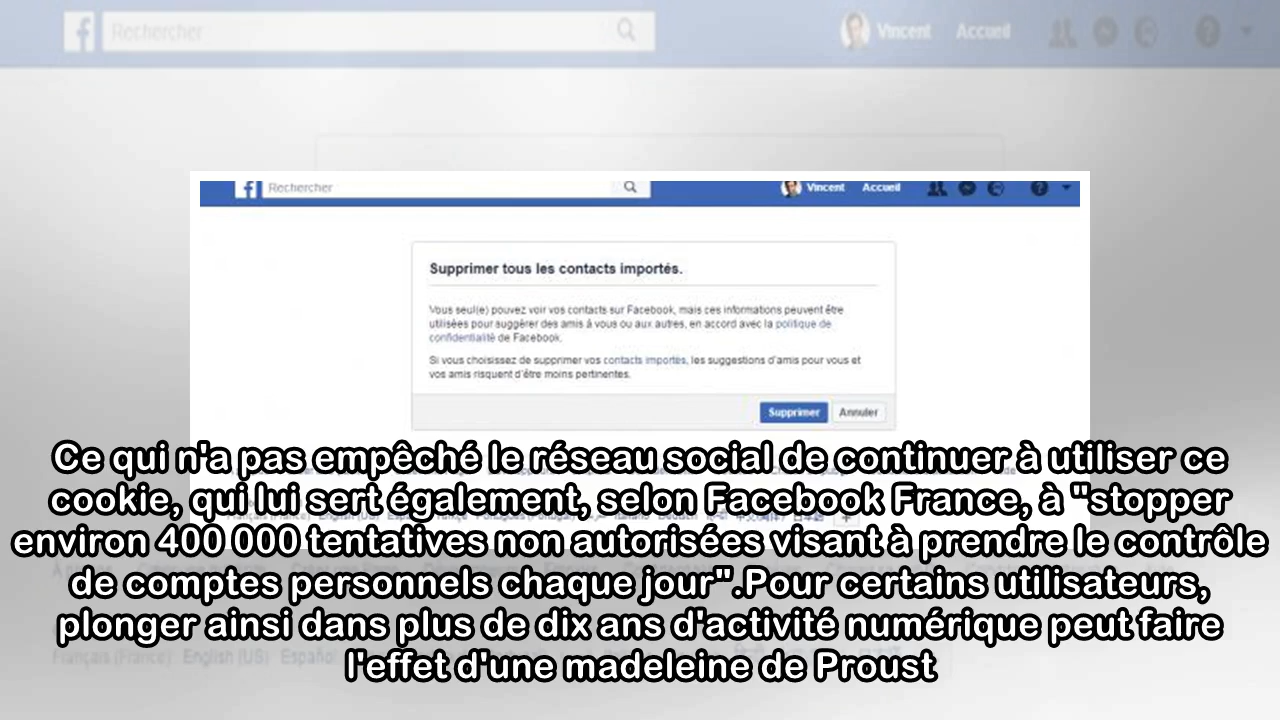 Rechercher
Vincent Accueil
Rechercher
Vincent Accueil
Supprimer tous les contacts importés.
Vous seul(e) pouvez voir vos contacts sur Facebook, mais ces informations peuvent être
utilisées pour suggérer des amis à vous ou aux autres, en accord avec la politique de
confidentialité de Facebook.
Si vous choisissez de supprimer vos contacts importés, les suggestions d'amis pour vous et
vos amis risquent d'être moins pertinentes.
Supprimer Annuler
Ce qui n'a pas empêché le réseau social de continuer à utiliser ce
cookie, qui lui sert également, selon Facebook France, à "stopper
environ 400 000 tentatives non autorisées visant à prendre le contrôle
de comptes personnels chaque jour".Pour certains utilisateurs,
plonger ainsi dans plus de dix ans d'activité numérique peut faire
l'effet d'une madeleine de Proust
Français (France) English (US) Español